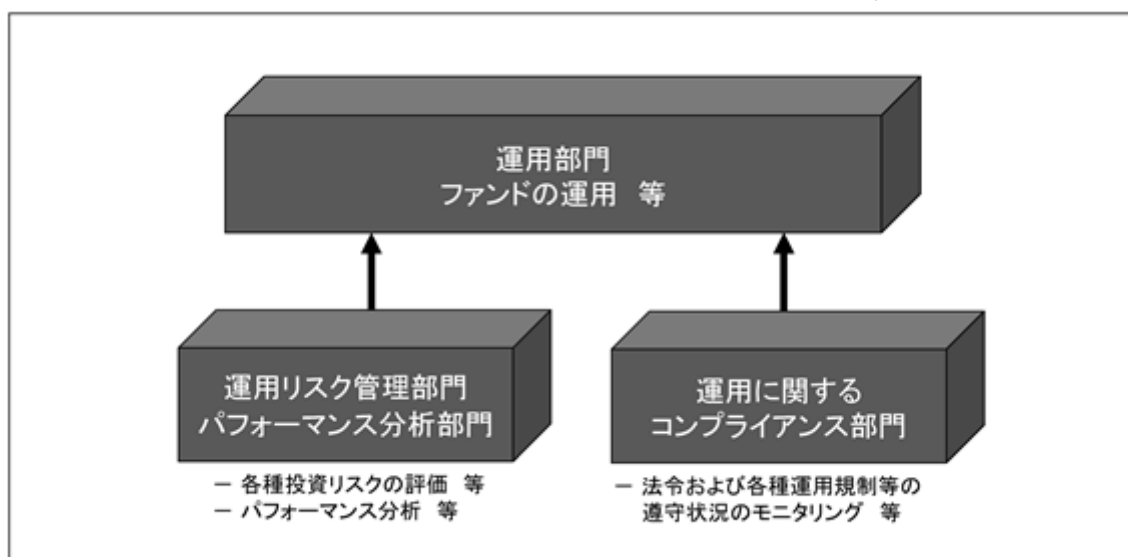 運用部門
ファンドの運用 等
運用リスク管理部門
パフォーマンス分析部門
運用に関する
コンプライアンス部門
－ 各種投資リスクの評価 等
－ パフォーマンス分析 等
－ 法令および各種運用規制等の
遵守状況のモニタリング 等